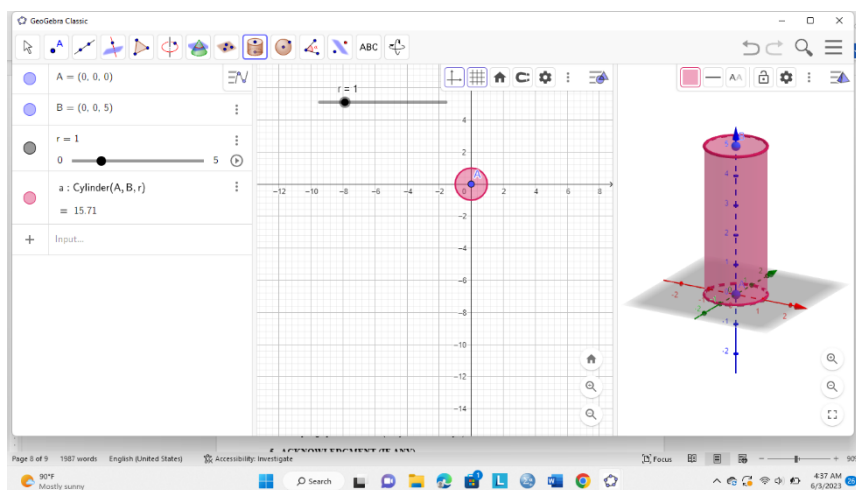 GeoGebra Classic
ABC
A = (0, 0, 0)
B = (0, 0, 5)
r = 1
0
5
a : Cylinder(A, B, r)
= 15.71
+ Input...
r = 1
4
2
A
−12 −10 −8 −6 −4 −2 0 2 4 6 8
−2
−4
−6
−8
−10
−12
−14
AA
5
4
3
2
-2
-1
1
2
-1
-2
Page 8 of 9 1987 words English (United States) Accessibility: Investigate Focus
90°F
Mostly sunny
Search
4:37 AM
6/3/2023